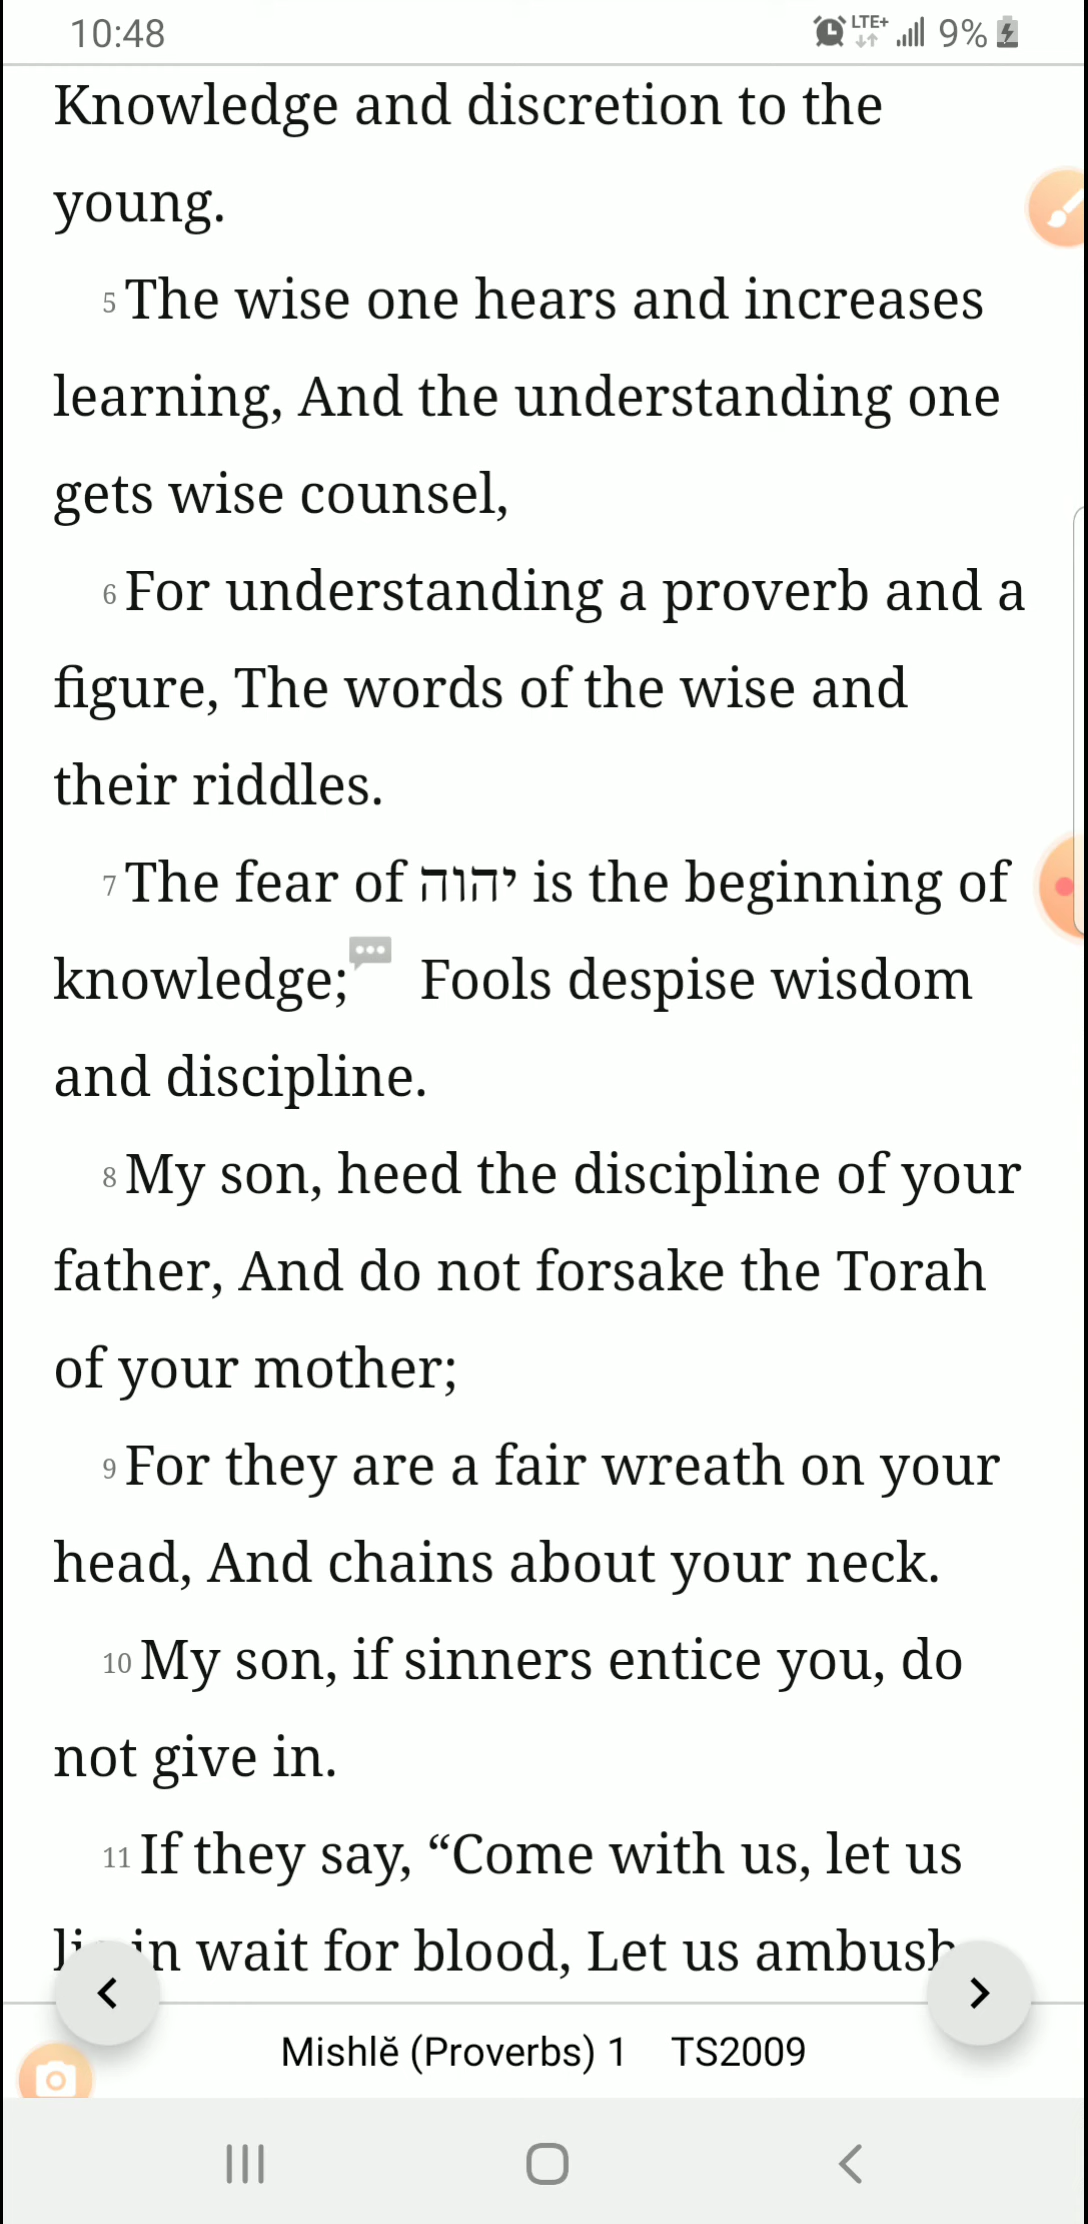 10:48 LTE+ 9%
Knowledge and discretion to the
young.
5 The wise one hears and increases
learning, And the understanding one
gets wise counsel,
6 For understanding a proverb and a
figure, The words of the wise and
their riddles.
7 The fear of יהוה is the beginning of
knowledge; Fools despise wisdom
and discipline.
8 My son, heed the discipline of your
father, And do not forsake the Torah
of your mother;
9 For they are a fair wreath on your
head, And chains about your neck.
10 My son, if sinners entice you, do
not give in.
11 If they say, “Come with us, let us
in wait for blood, Let us ambush
Mishlĕ (Proverbs) 1 TS2009